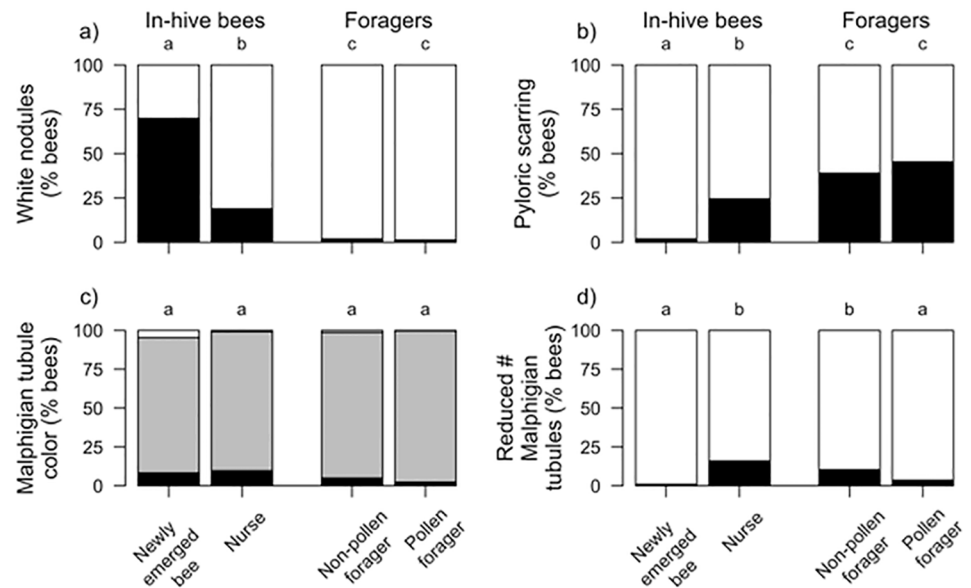 a)
In-hive bees
Foragers
a
b
c
c
White nodules
(% bees)
100
75
50
25
0
b)
In-hive bees
Foragers
a
b
c
c
Pyloric scarring
(% bees)
100
75
50
25
0
c)
a
a
a
a
Malphigian tubule
color (% bees)
100
75
50
25
0
Newly
emerged
bee
Nurse
Non-pollen
forager
Pollen
forager
d)
a
b
b
a
Reduced #
Malphigian
tubules (% bees)
100
75
50
25
0
Newly
emerged
bee
Nurse
Non-pollen
forager
Pollen
forager